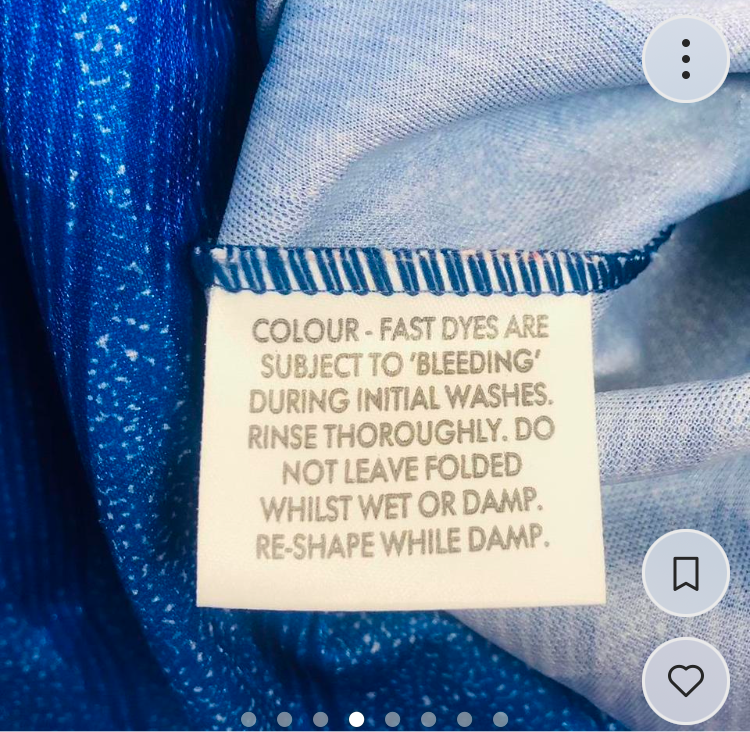 COLOUR - FAST DYES ARE
SUBJECT TO 'BLEEDING'
DURING INITIAL WASHES.
RINSE THOROUGHLY. DO
NOT LEAVE FOLDED
WHILST WET OR DAMP.
RE-SHAPE WHILE DAMP.